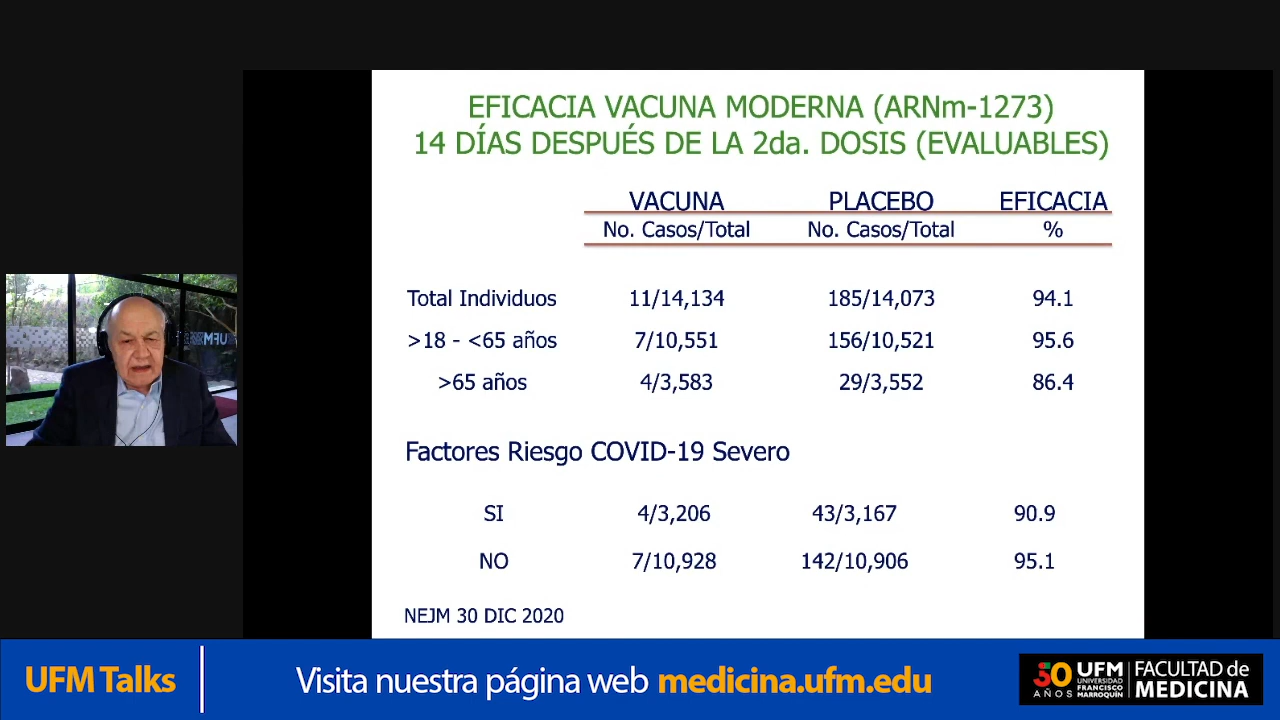 EFICACIA VACUNA MODERNA (ARNm-1273)
14 DÍAS DESPUÉS DE LA 2da. DOSIS (EVALUABLES)
VACUNA PLACEBO EFICACIA
No. Casos/Total No. Casos/Total %
Total Individuos 11/14,134 185/14,073 94.1
>18 - <65 años 7/10,551 156/10,521 95.6
>65 años 4/3,583 29/3,552 86.4
Factores Riesgo COVID-19 Severo
SI 4/3,206 43/3,167 90.9
NO 7/10,928 142/10,906 95.1
NEJM 30 DIC 2020
UFM
UFM Talks
Visita nuestra página web medicina.ufm.edu
50 AÑOS
UFM
UNIVERSIDAD
FRANCISCO
MARROQUÍN
FACULTAD de
MEDICINA